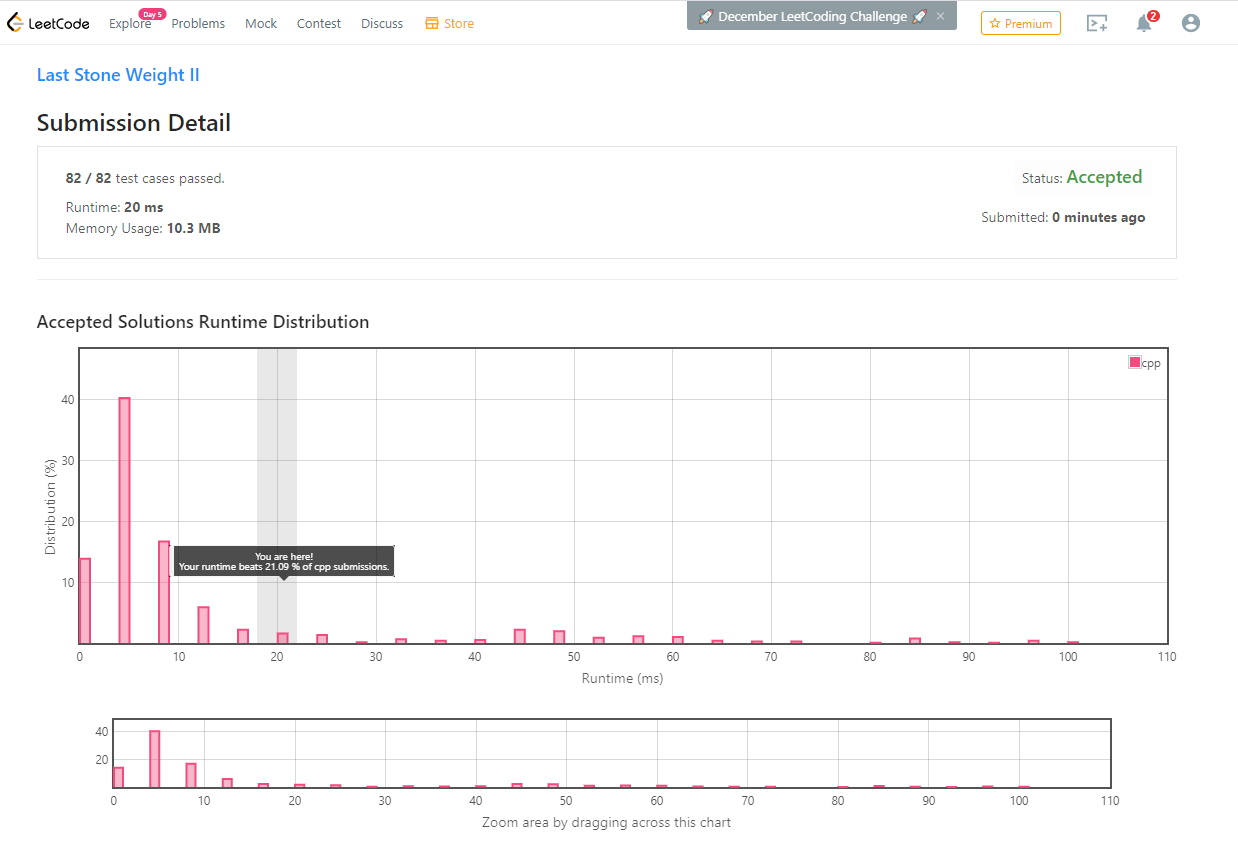 LeetCode Explore Day 5 Problems Mock Contest Discuss Store 🚀 December LeetCoding Challenge 🚀 × Premium 2
Last Stone Weight II
Submission Detail
82 / 82 test cases passed. Status: Accepted
Runtime: 20 ms
Submitted: 0 minutes ago
Memory Usage: 10.3 MB
Accepted Solutions Runtime Distribution
cpp
40
30
20
10
Distribution (%)
You are here!
Your runtime beats 21.09 % of cpp submissions.
0 10 20 30 40 50 60 70 80 90 100 110
Runtime (ms)
40
20
0 10 20 30 40 50 60 70 80 90 100 110
Zoom area by dragging across this chart